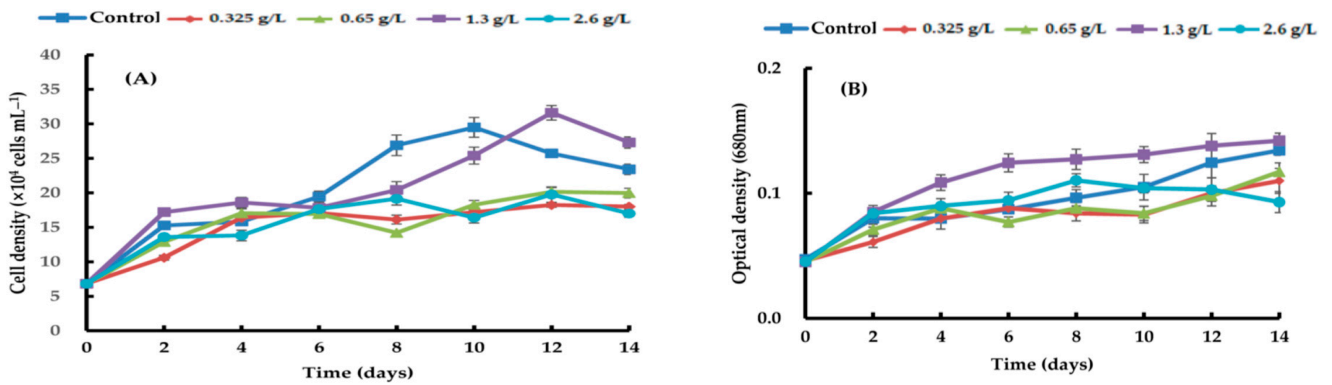 Control 0.325 g/L 0.65 g/L 1.3 g/L 2.6 g/L
(A)
Cell density (×10⁴ cells mL⁻¹)
40
35
30
25
20
15
10
5
0
0 2 4 6 8 10 12 14
Time (days)
Control 0.325 g/L 0.65 g/L 1.3 g/L 2.6 g/L
(B)
Optical density (680nm)
0.2
0.1
0.0
0 2 4 6 8 10 12 14
Time (days)